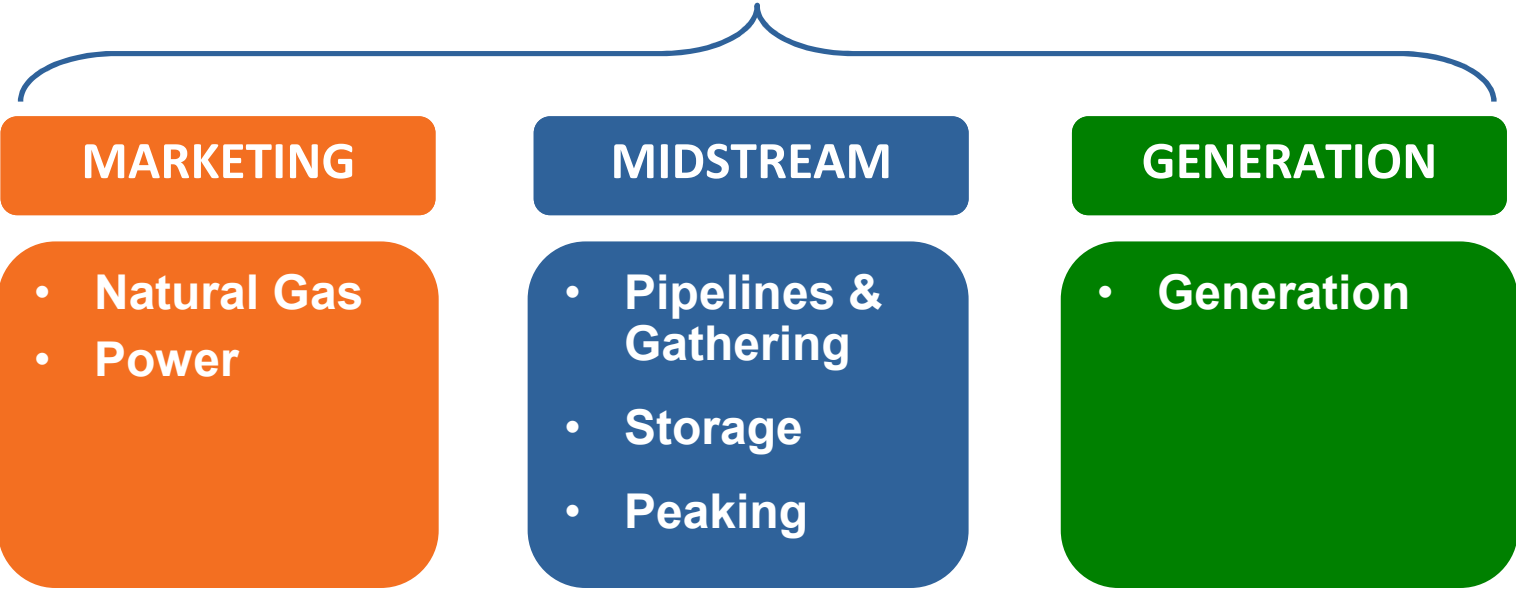 MARKETING
MIDSTREAM
GENERATION
• Natural Gas
• Power
• Pipelines &
Gathering
• Storage
• Peaking
• Generation